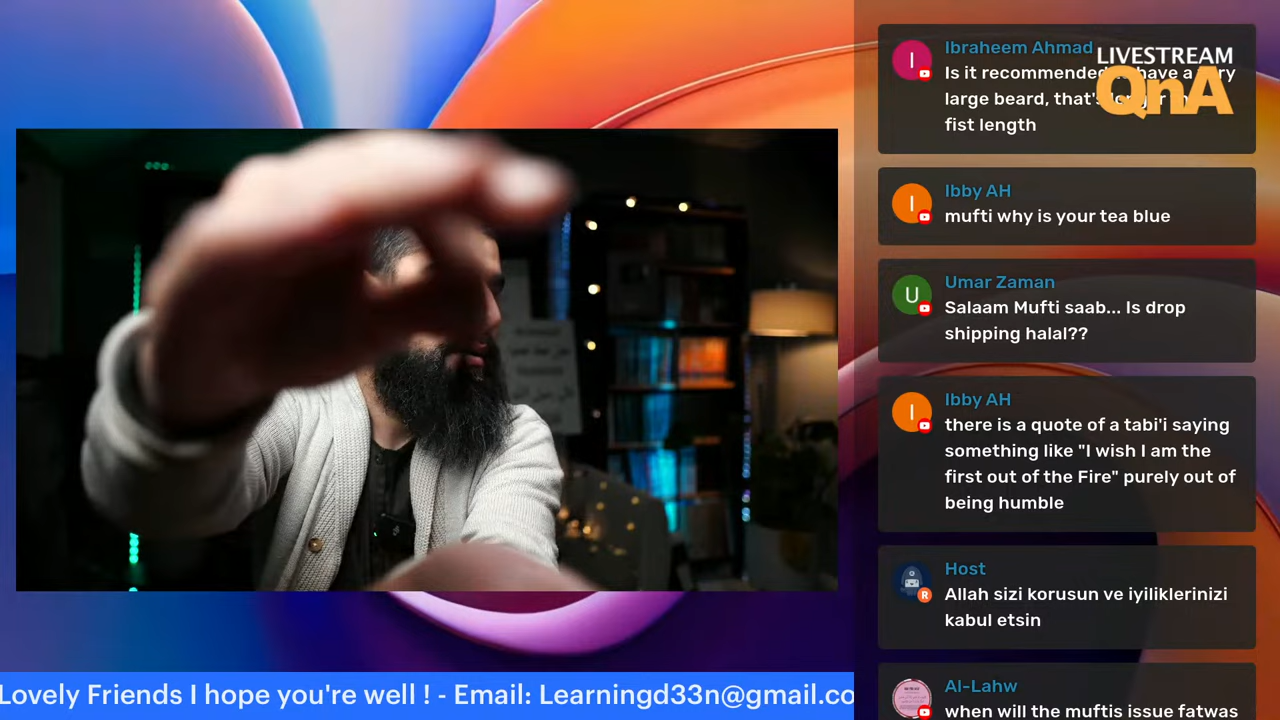 Ibraheem Ahmad
LIVESTREAM
QnA
Is it recommended have a
large beard, that's
fist length
Ibby AH
mufti why is your tea blue
Umar Zaman
Salaam Mufti saab... Is drop
shipping halal??
Ibby AH
there is a quote of a tabi'i saying
something like "I wish I am the
first out of the Fire" purely out of
being humble
Host
Allah sizi korusun ve iyiliklerinizi
kabul etsin
Al-Lahw
when will the muftis issue fatwas
Lovely Friends I hope you're well ! - Email: Learningd33n@gmail.co